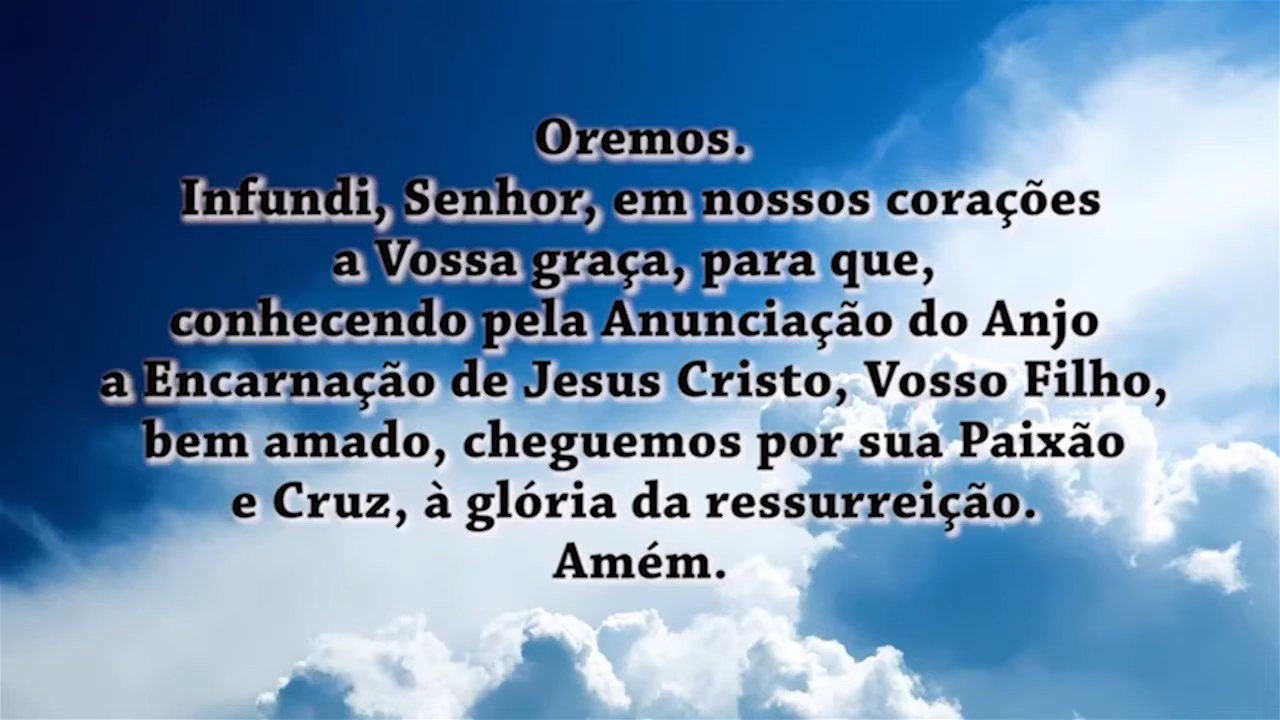 Oremos.
Infundi, Senhor, em nossos corações
a Vossa graça, para que,
conhecendo pela Anunciação do Anjo
a Encarnação de Jesus Cristo, Vosso Filho,
bem amado, cheguemos por sua Paixão
e Cruz, à glória da ressurreição.
Amém.